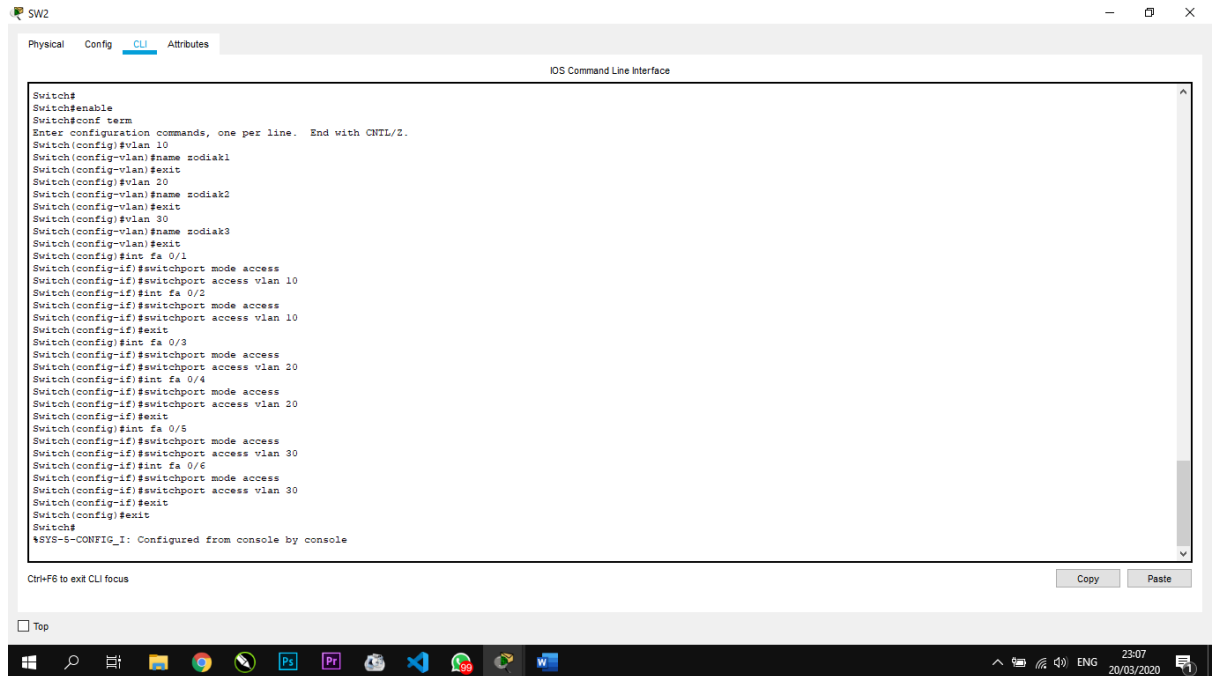 SW2
Physical Config CLI Attributes
IOS Command Line Interface
Switch#
Switch#enable
Switch#conf term
Enter configuration commands, one per line.  End with CNTL/Z.
Switch(config)#vlan 10
Switch(config-vlan)#name zodiak1
Switch(config-vlan)#exit
Switch(config)#vlan 20
Switch(config-vlan)#name zodiak2
Switch(config-vlan)#exit
Switch(config)#vlan 30
Switch(config-vlan)#name zodiak3
Switch(config-vlan)#exit
Switch(config)#int fa 0/1
Switch(config-if)#switchport mode access
Switch(config-if)#switchport access vlan 10
Switch(config-if)#int fa 0/2
Switch(config-if)#switchport mode access
Switch(config-if)#switchport access vlan 10
Switch(config-if)#exit
Switch(config)#int fa 0/3
Switch(config-if)#switchport mode access
Switch(config-if)#switchport access vlan 20
Switch(config-if)#int fa 0/4
Switch(config-if)#switchport mode access
Switch(config-if)#switchport access vlan 20
Switch(config-if)#exit
Switch(config)#int fa 0/5
Switch(config-if)#switchport mode access
Switch(config-if)#switchport access vlan 30
Switch(config-if)#int fa 0/6
Switch(config-if)#switchport mode access
Switch(config-if)#switchport access vlan 30
Switch(config-if)#exit
Switch(config)#exit
Switch#
%SYS-5-CONFIG_I: Configured from console by console
Ctrl+F6 to exit CLI focus
Copy Paste
Top
Ps Pr 99 W ENG 23:07
20/03/2020 1